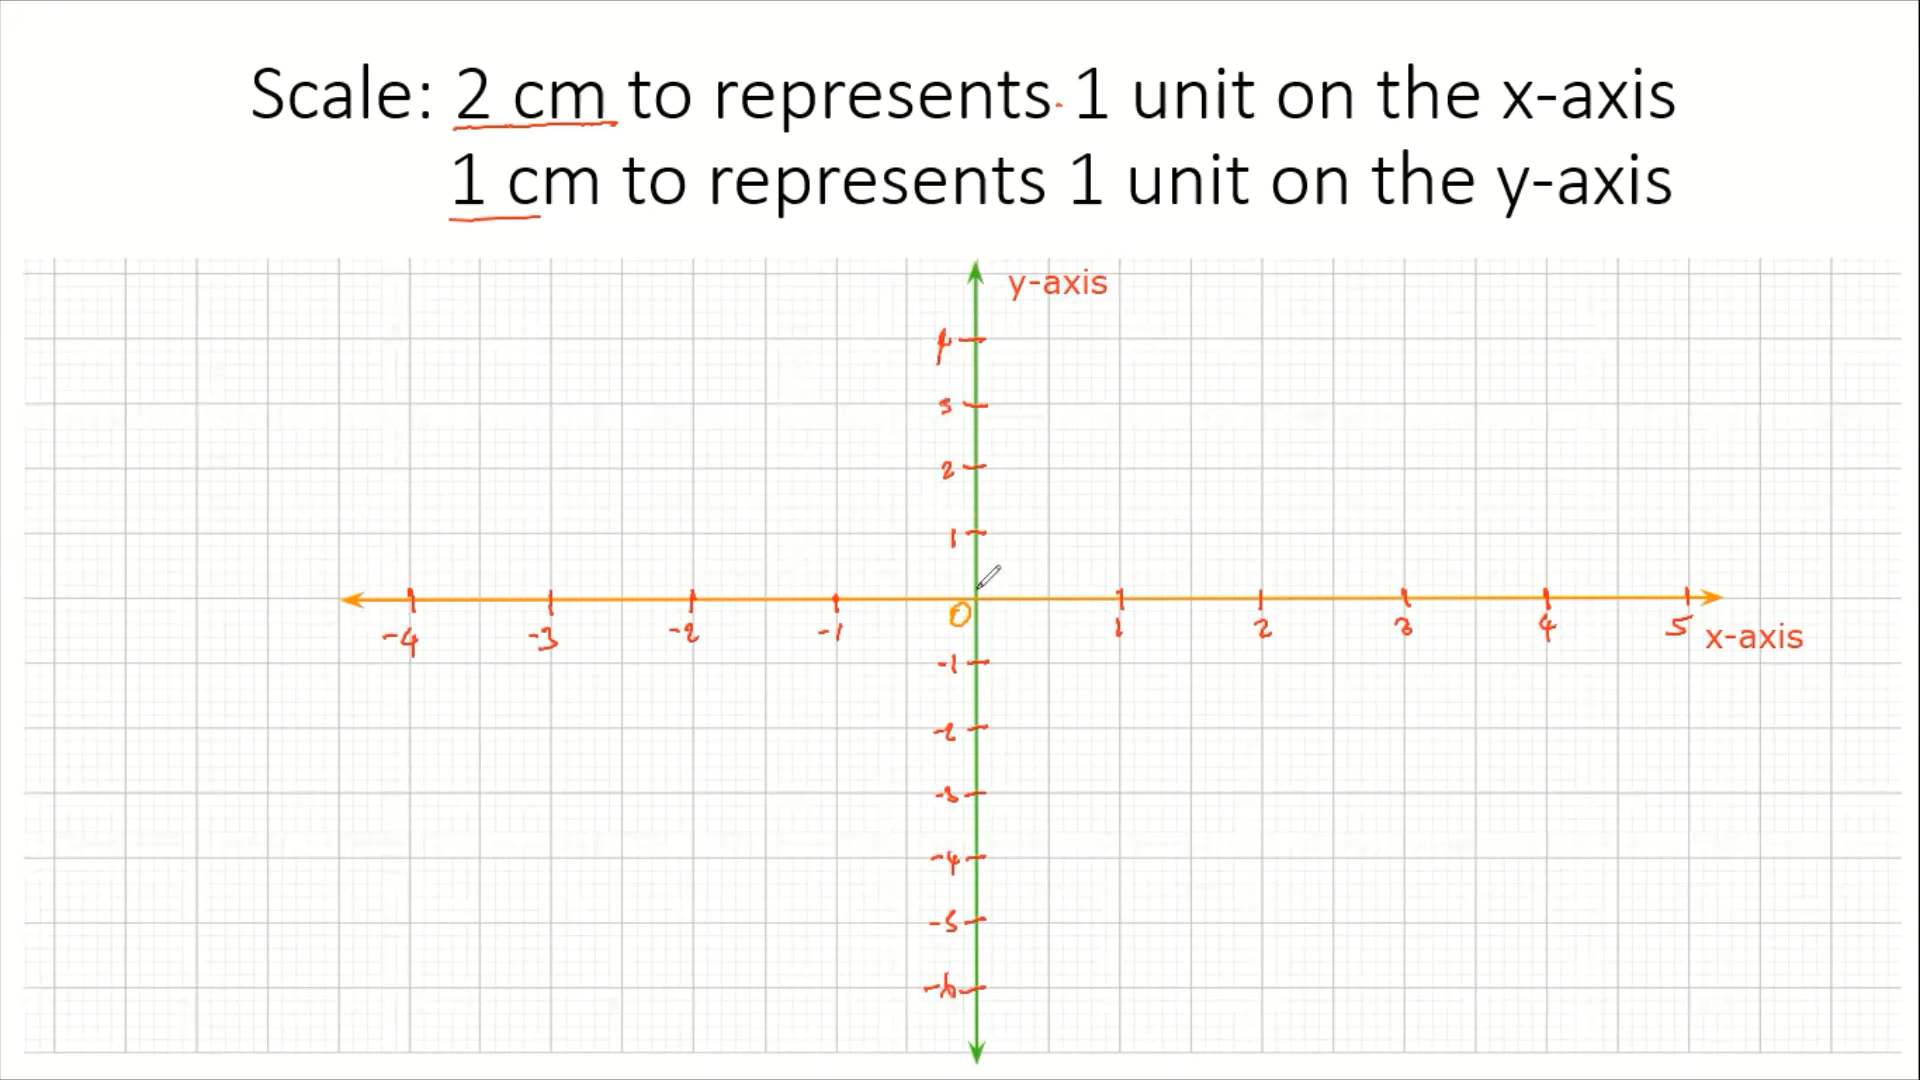 Scale: 2 cm to represents 1 unit on the x-axis
1 cm to represents 1 unit on the y-axis
y-axis
4
3
2
1
-4 -3 -2 -1 0 1 2 3 4 5 x-axis
-1
-2
-3
-4
-5
-6